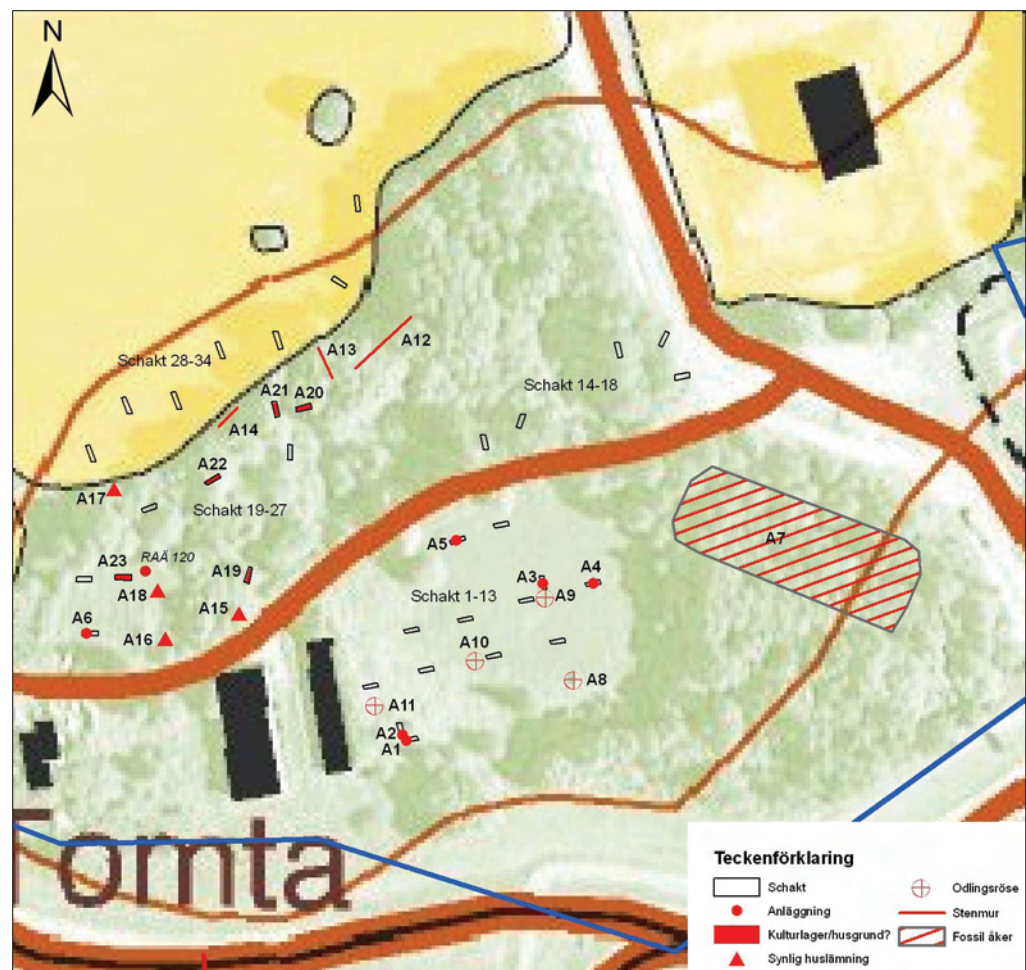 N
A12
A13
Schakt 28-34
Schakt 14-18
A21
A20
A14
A22
A17
Schakt 19-27
RAÄ 120
A23
A19
A18
A15
A6
A16
A5
A7
A3
A4
A9
Schakt 1-13
A10
A8
A11
A2
A1
Tomta
Teckenförklaring
Schakt
Anläggning
Kulturlager/husgrund?
Synlig huslämning
Odlingsröse
Stenmur
Fossil åker